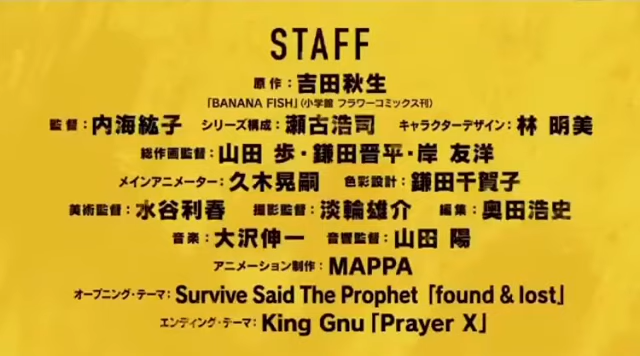 STAFF
原作：吉田秋生
「BANANA FISH」（小学館 フラワーコミックス刊）
監督：内海紘子 シリーズ構成：瀬古浩司 キャラクターデザイン：林 明美
総作画監督：山田 歩・鎌田晋平・岸 友洋
メインアニメーター：久木晃嗣 色彩設計：鎌田千賀子
美術監督：水谷利春 撮影監督：淡輪雄介 編集：奥田浩史
音楽：大沢伸一 音響監督：山田 陽
アニメーション制作：MAPPA
オープニング・テーマ：Survive Said The Prophet「found & lost」
エンディング・テーマ：King Gnu「Prayer X」